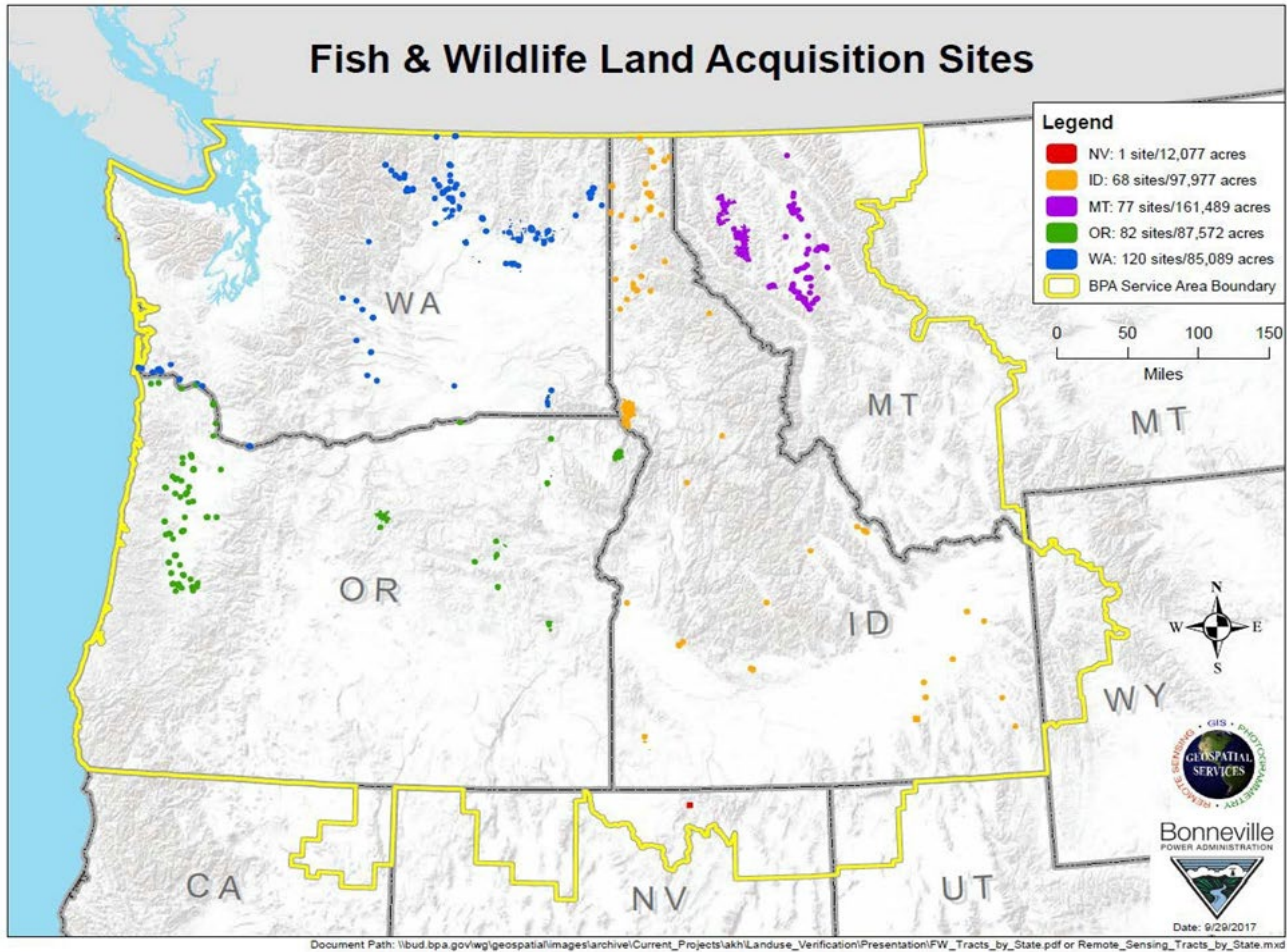 Fish & Wildlife Land Acquisition Sites
Legend
NV: 1 site/12,077 acres
ID: 68 sites/97,977 acres
MT: 77 sites/161,489 acres
OR: 82 sites/87,572 acres
WA: 120 sites/85,089 acres
BPA Service Area Boundary
0 50 100 150
Miles
WA
MT
MT
OR
ID
N
W E
S
WY
REMOTE SENSING • GIS • PHOTOGRAMMETRY
GEOSPATIAL
SERVICES
Bonneville
POWER ADMINISTRATION
CA
NV
UT
Date: 9/29/2017
Document Path: \\bud.bpa.gov\wg\geospatial\images\archive\Current_Projects\akh\Landuse_Verification\Presentation\FW_Tracts_by_State.pdf or Remote_Sensing_Tracts_by_State.mx